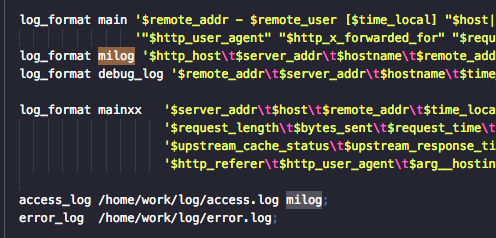 log_format main '$remote_addr - $remote_user [$time_local] "$host|
'"$http_user_agent" "$http_x_forwarded_for" "$requ
log_format milog '$http_host\t$server_addr\t$hostname\t$remote_add
log_format debug_log '$remote_addr\t$server_addr\t$hostname\t$time
log_format mainxx '$server_addr\t$host\t$remote_addr\t$time_loca
'$request_length\t$bytes_sent\t$request_time\t
'$upstream_cache_status\t$upstream_response_ti
'$http_referer\t$http_user_agent\t$arg__hostin
access_log /home/work/log/access.log milog;
error_log /home/work/log/error.log;